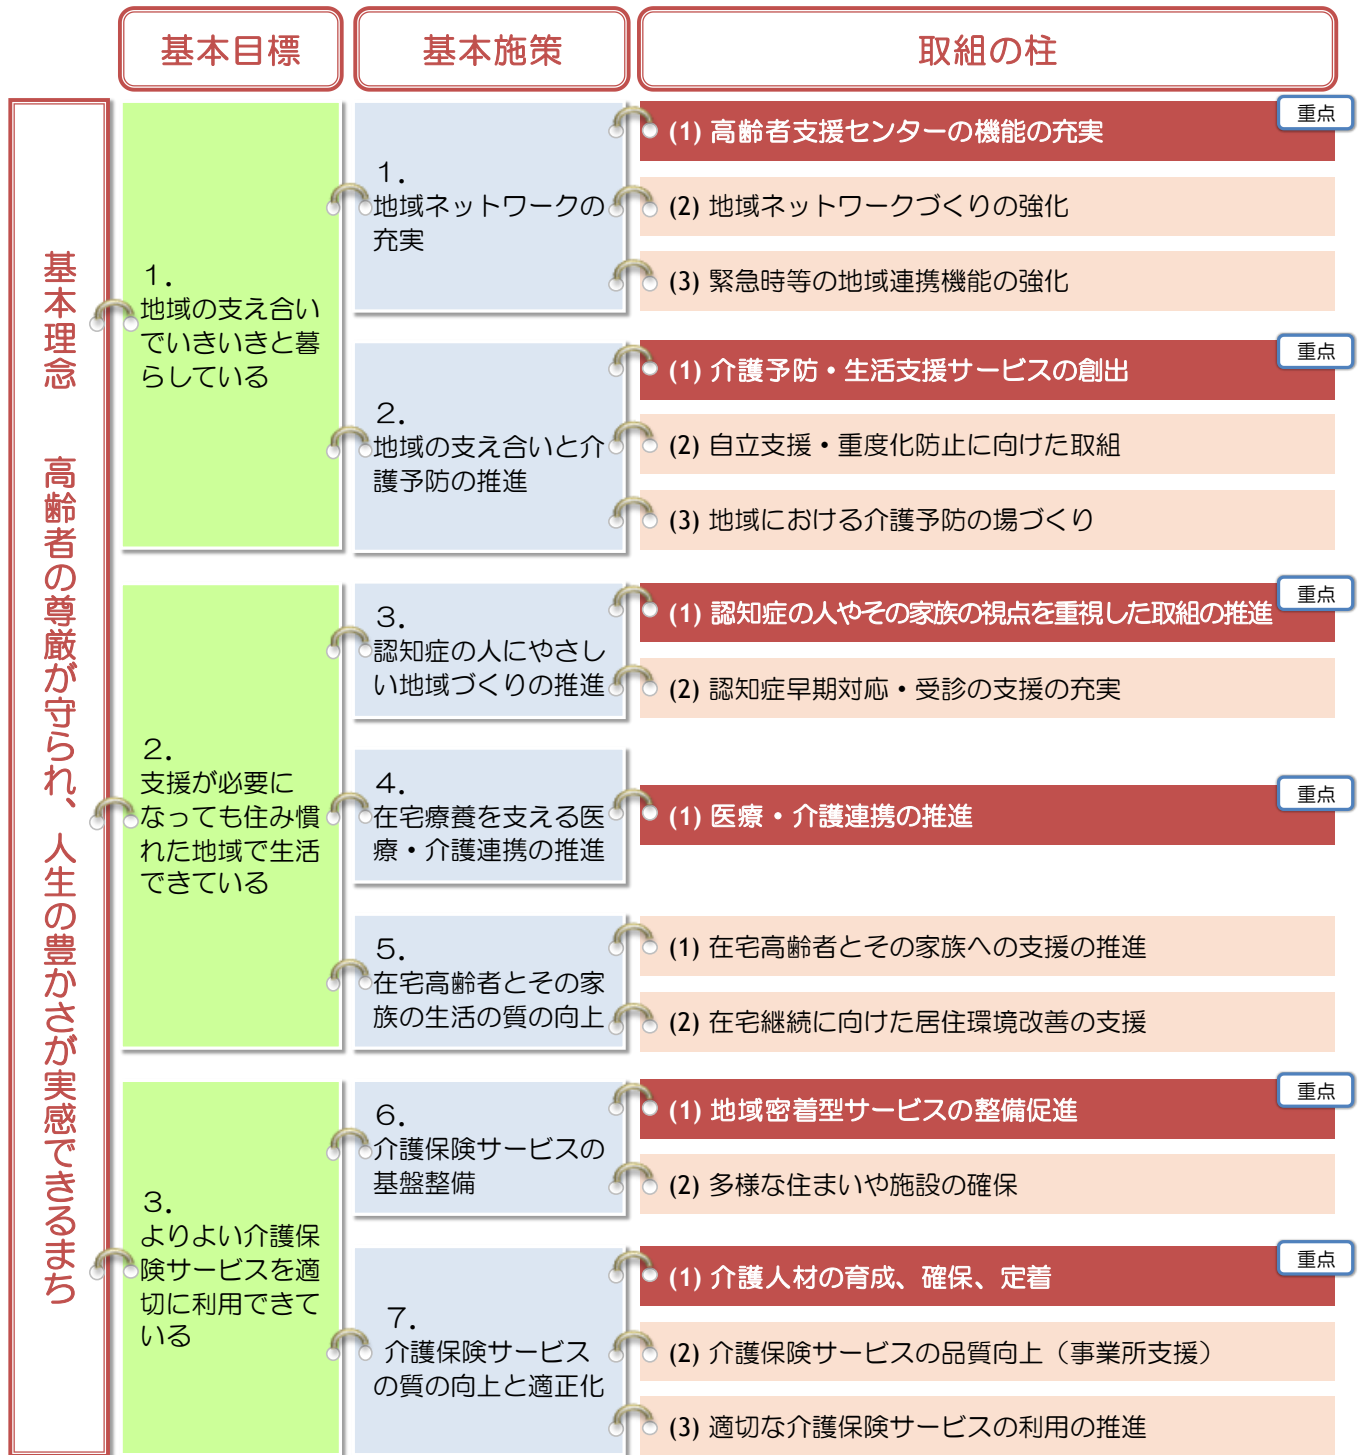 基本目標
基本施策
取組の柱
基本理念　高齢者の尊厳が守られ、人生の豊かさが実感できるまち
1.
地域の支え合い
でいきいきと暮
らしている
1.
地域ネットワークの
充実
(1) 高齢者支援センターの機能の充実
重点
(2) 地域ネットワークづくりの強化
(3) 緊急時等の地域連携機能の強化
2.
地域の支え合いと介
護予防の推進
(1) 介護予防・生活支援サービスの創出
重点
(2) 自立支援・重度化防止に向けた取組
(3) 地域における介護予防の場づくり
2.
支援が必要に
なっても住み慣
れた地域で生活
できている
3.
認知症の人にやさし
い地域づくりの推進
(1) 認知症の人やその家族の視点を重視した取組の推進
重点
(2) 認知症早期対応・受診の支援の充実
4.
在宅療養を支える医
療・介護連携の推進
(1) 医療・介護連携の推進
重点
5.
在宅高齢者とその家
族の生活の質の向上
(1) 在宅高齢者とその家族への支援の推進
(2) 在宅継続に向けた居住環境改善の支援
3.
よりよい介護保
険サービスを適
切に利用できて
いる
6.
介護保険サービスの
基盤整備
(1) 地域密着型サービスの整備促進
重点
(2) 多様な住まいや施設の確保
7.
介護保険サービス
の質の向上と適正化
(1) 介護人材の育成、確保、定着
重点
(2) 介護保険サービスの品質向上（事業所支援）
(3) 適切な介護保険サービスの利用の推進